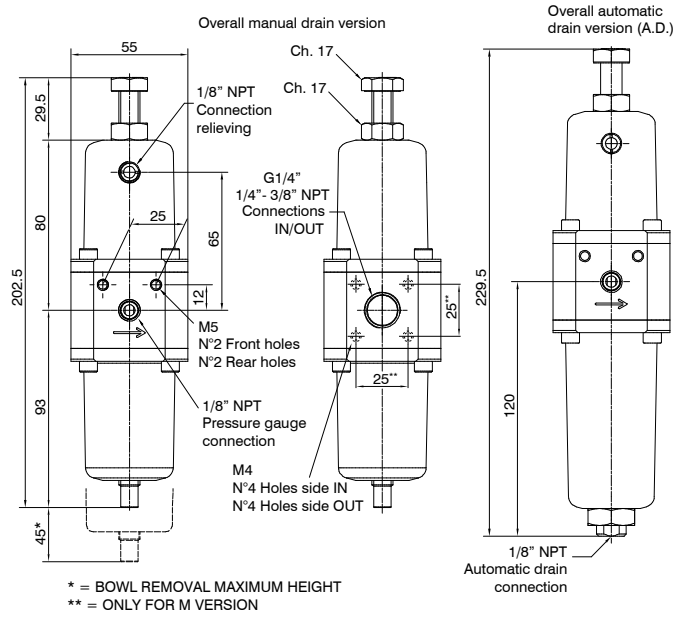 Overall manual drain version
Overall automatic
drain version (A.D.)
55
29.5
80
202.5
93
45*
1/8” NPT
Connection
relieving
25
65
12
M5
N°2 Front holes
N°2 Rear holes
1/8” NPT
Pressure gauge
connection
Ch. 17
Ch. 17
G1/4”
1/4”- 3/8” NPT
Connections
IN/OUT
25**
25**
M4
N°4 Holes side IN
N°4 Holes side OUT
229.5
120
1/8” NPT
Automatic drain
connection
* = BOWL REMOVAL MAXIMUM HEIGHT
** = ONLY FOR M VERSION